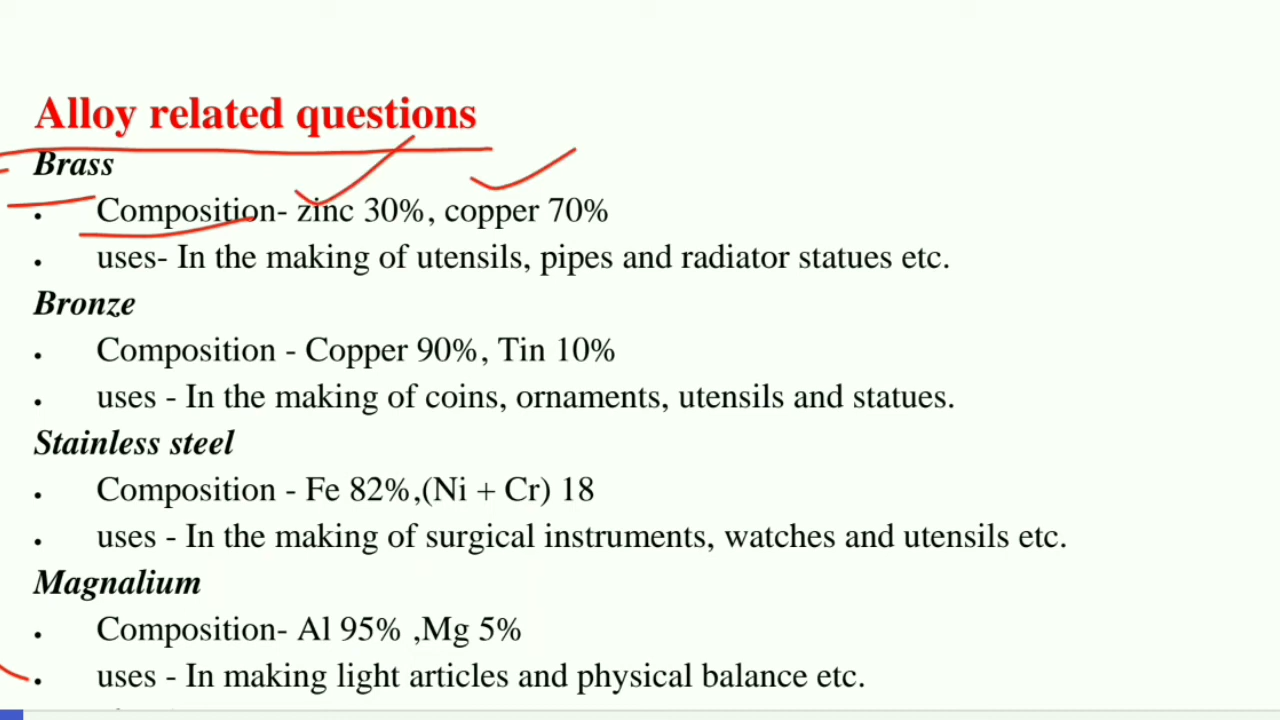 Alloy related questions
Brass
• Composition- zinc 30%, copper 70%
• uses- In the making of utensils, pipes and radiator statues etc.
Bronze
• Composition - Copper 90%, Tin 10%
• uses - In the making of coins, ornaments, utensils and statues.
Stainless steel
• Composition - Fe 82%,(Ni + Cr) 18
• uses - In the making of surgical instruments, watches and utensils etc.
Magnalium
• Composition- Al 95% ,Mg 5%
• uses - In making light articles and physical balance etc.